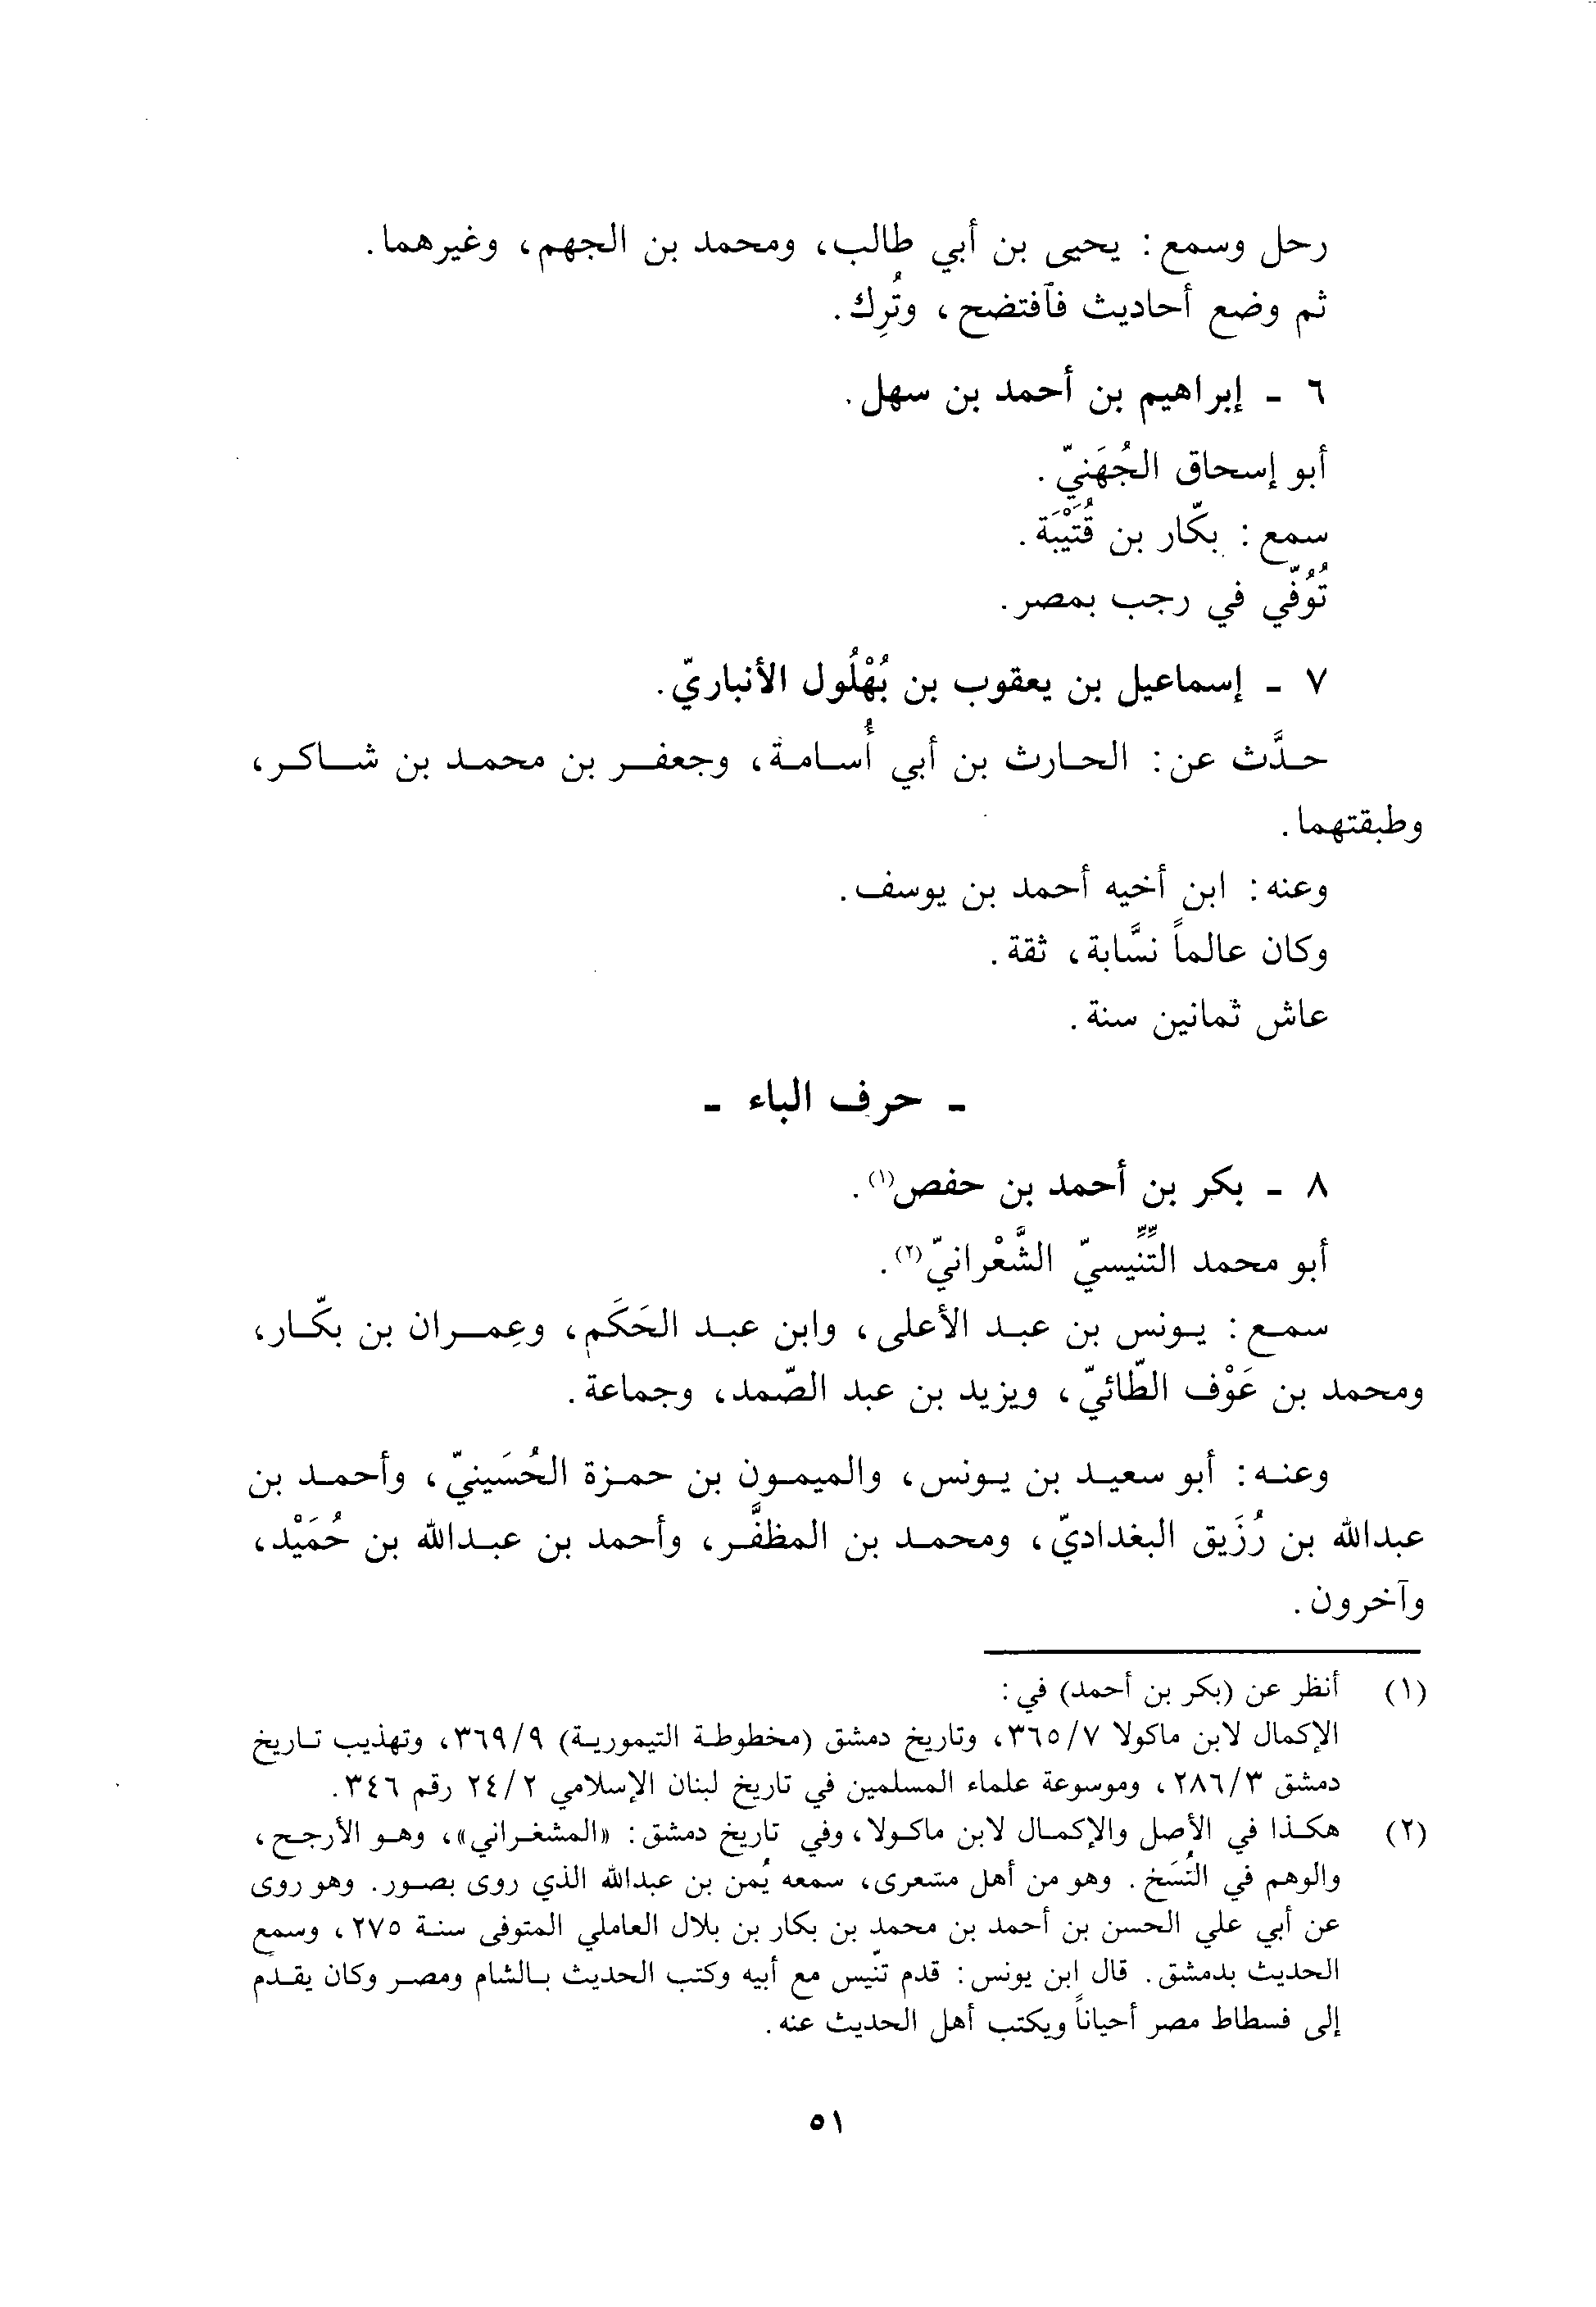 رحل وسمع : يحيى بن أبي طالب، ومحمد بن الجهم، وغيرهما.
ثم وضع أحاديث فٱفتضح، وتُرِك.
٦ - إبراهيم بن أحمد بن سهل.
أبو إسحاق الجُهَنيّ.
سمع : بكّار بن قُتَيْبَة.
تُوُفّي في رجب بمصر.
٧ - إسماعيل بن يعقوب بن بُهْلُول الأنباريّ.
حدَّث عن: الحارث بن أبي أُسامة، وجعفر بن محمد بن شاكر،
وطبقتهما.
وعنه: ابن أخيه أحمد بن يوسف.
وكان عالماً نسَّابة، ثقة.
عاش ثمانين سنة.
- حرف الباء -
٨ - بكر بن أحمد بن حفص(١).
أبو محمد التِّنِّيسيّ الشَّعْرانيّ(٢).
سمع : يونس بن عبد الأعلى، وابن عبد الحَكَم، وعِمران بن بكّار،
ومحمد بن عَوْف الطّائيّ، ويزيد بن عبد الصّمد، وجماعة.
وعنه: أبو سعيد بن يونس، والميمون بن حمزة الحُسَينيّ، وأحمد بن
عبدالله بن رُزَيق البغداديّ، ومحمد بن المظفَّر، وأحمد بن عبدالله بن حُمَيْد،
وآخرون.
(١) أنظر عن (بكر بن أحمد) في :
الإكمال لابن ماكولا ٣٦٥/٧، وتاريخ دمشق (مخطوطة التيمورية) ٣٦٩/٩، وتهذيب تاريخ
دمشق ٢٨٦/٣، وموسوعة علماء المسلمين في تاريخ لبنان الإسلامي ٢٤/٢ رقم ٣٤٦.
(٢) هكذا في الأصل والإكمال لابن ماكولا، وفي تاريخ دمشق: «المشغراني»، وهو الأرجح،
والوهم في النُسَخ. وهو من أهل مشعرى، سمعه يُمن بن عبدالله الذي روى بصور. وهو روى
عن أبي علي الحسن بن أحمد بن محمد بن بكار بن بلال العاملي المتوفى سنة ٢٧٥، وسمع
الحديث بدمشق. قال ابن يونس: قدم تنّيس مع أبيه وكتب الحديث بالشام ومصر وكان يقدم
إلى فسطاط مصر أحياناً ويكتب أهل الحديث عنه.
٥١